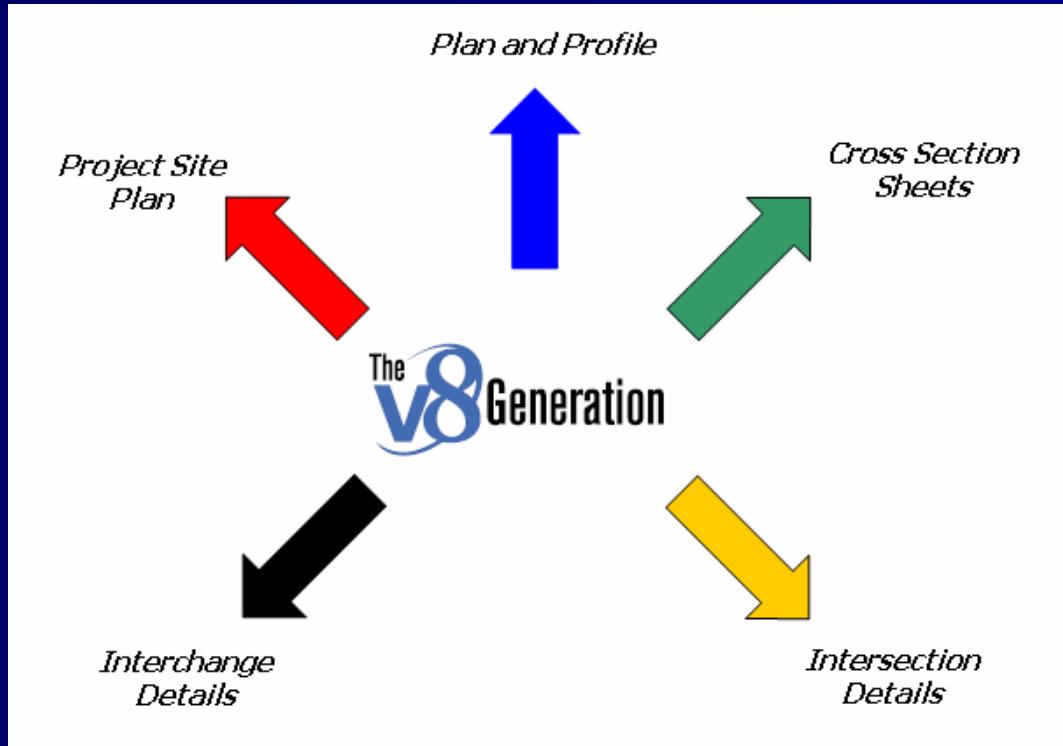 Plan and Profile
Project Site
Plan
Cross Section
Sheets
The
v8 Generation
Interchange
Details
Intersection
Details